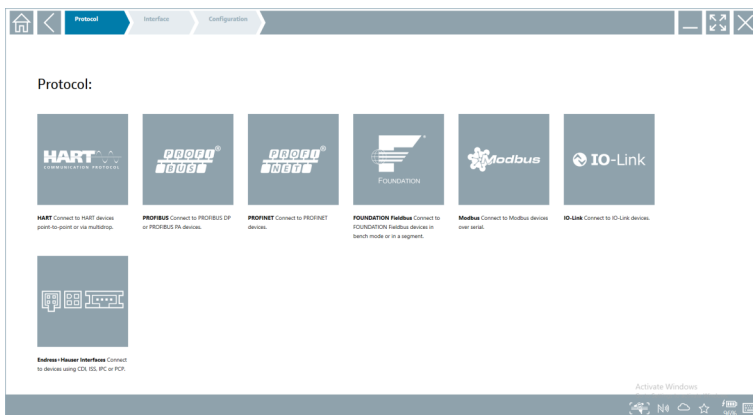 Protocol
Interface
Configuration
Protocol:
HART
COMMUNICATION PROTOCOL
PROFI
BUS
PROFI
NET
FOUNDATION
Modbus
IO-Link
HART Connect to HART devices
point-to-point or via multidrop.
PROFIBUS Connect to PROFIBUS DP
or PROFIBUS PA devices.
PROFINET Connect to PROFINET
devices.
FOUNDATION Fieldbus Connect to
FOUNDATION Fieldbus devices in
bench mode or in a segment.
Modbus Connect to Modbus devices
over serial.
IO-Link Connect to IO-Link devices.
Endress+Hauser Interfaces Connect
to devices using CDI, ISS, IPC or PCP.
Activate Windows